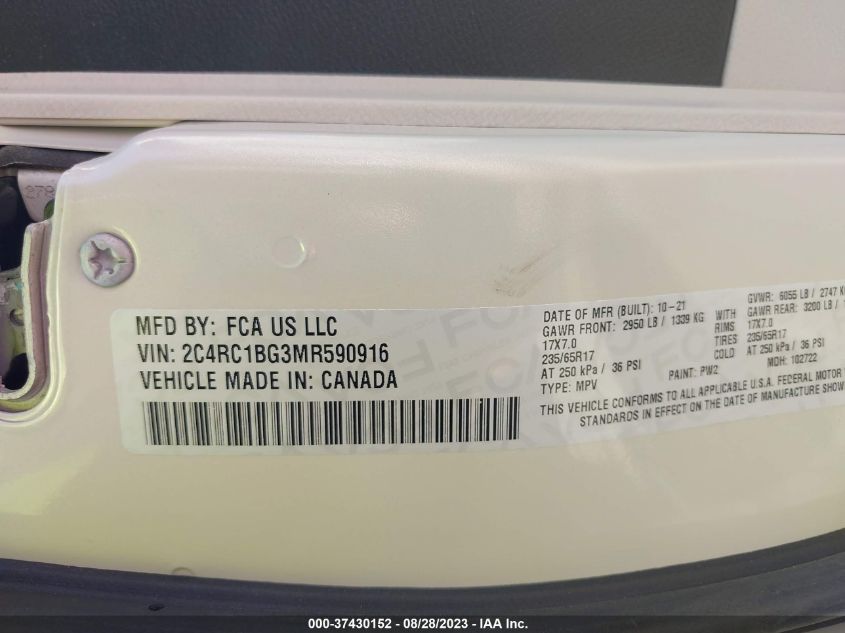 278
MFD BY: FCA US LLC
VIN: 2C4RC1BG3MR590916
VEHICLE MADE IN: CANADA
DATE OF MFR (BUILT): 10-21 GVWR: 6055 LB / 2747 KG
GAWR FRONT: 2950 LB / 1339 KG WITH GAWR REAR: 3200 LB /
17X7.0 RIMS 17X7.0
235/65R17 TIRES 235/65R17
AT 250 kPa / 36 PSI COLD AT 250 kPa / 36 PSI
TYPE: MPV PAINT: PW2 MDH: 102722
THIS VEHICLE CONFORMS TO ALL APPLICABLE U.S.A. FEDERAL MOTOR
STANDARDS IN EFFECT ON THE DATE OF MANUFACTURE SHOW
000-37430152 - 08/28/2023 - IAA Inc.